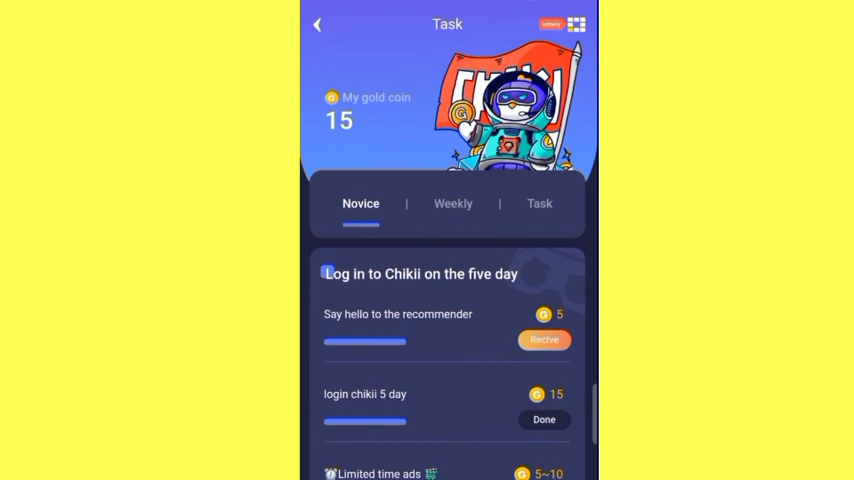 Task
lottery
My gold coin
15
CHIKII
Novice | Weekly | Task
Log in to Chikii on the five day
Say hello to the recommender
G 5
Recive
login chikii 5 day
G 15
Done
Limited time ads
G 5~10